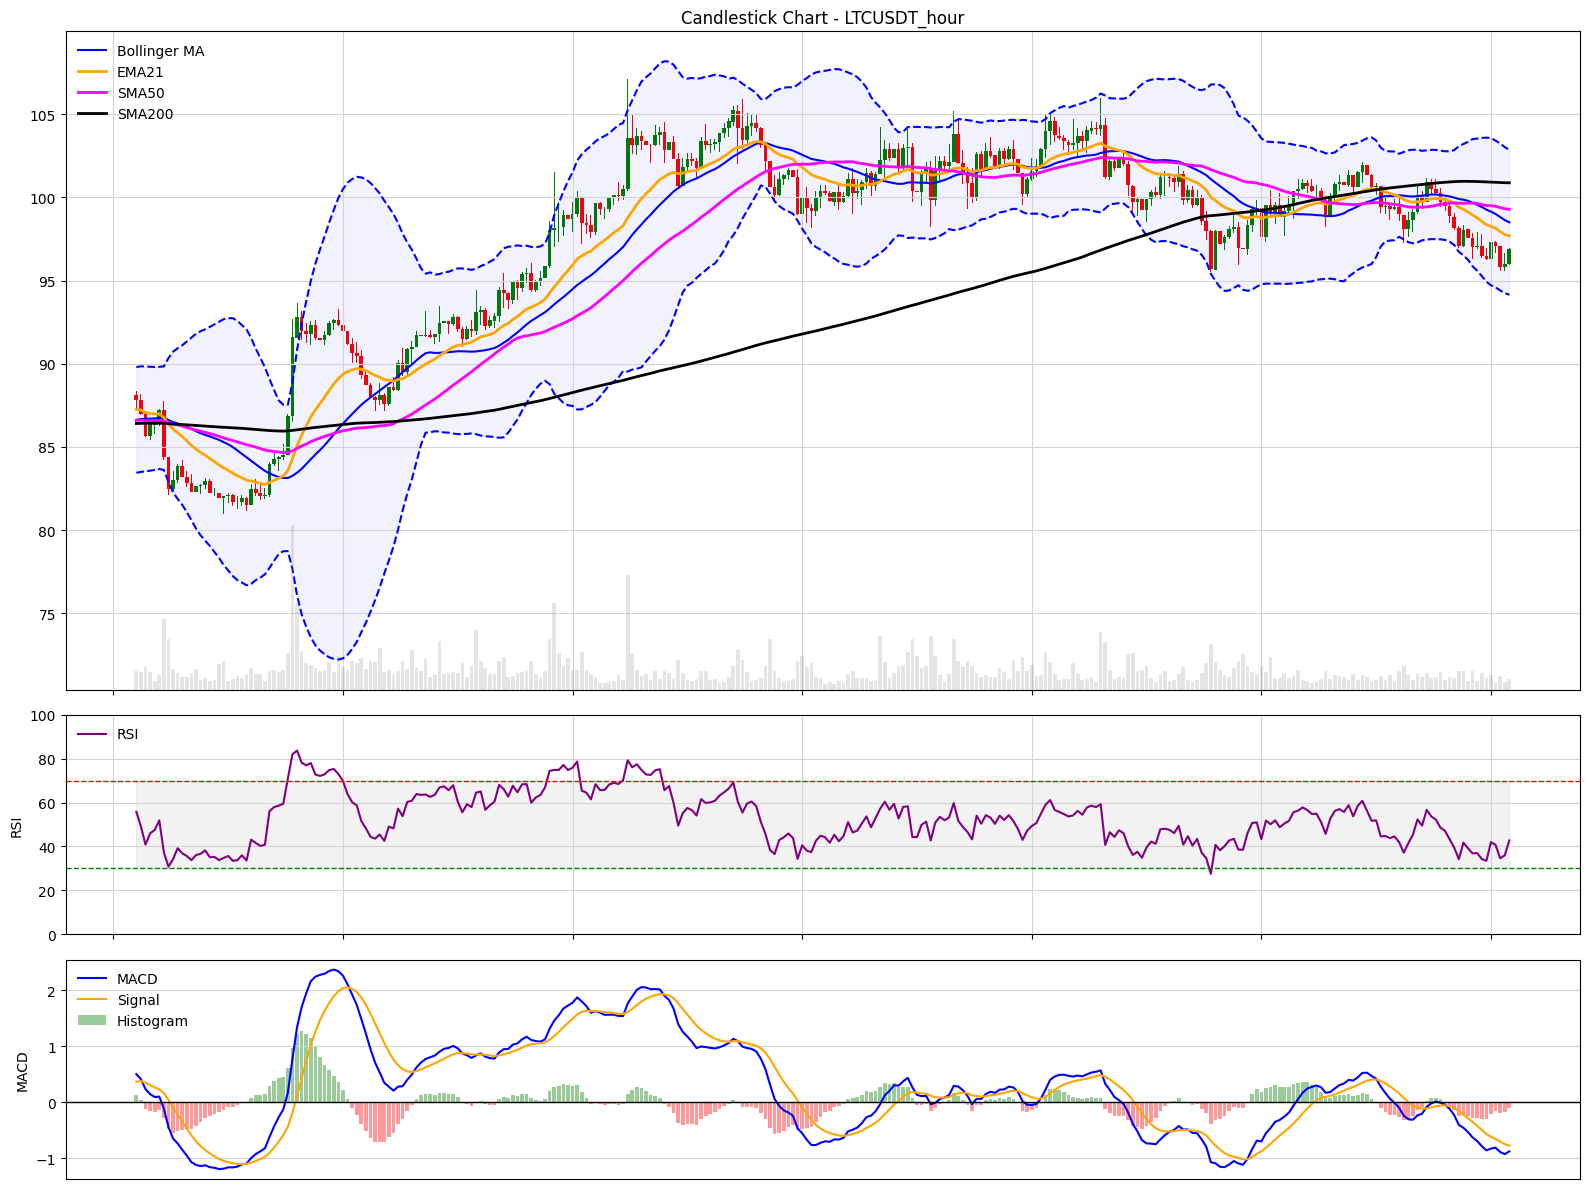 Candlestick Chart - LTCUSDT_hour
Bollinger MA
EMA21
SMA50
SMA200
105
100
95
90
85
80
75
RSI
100
80
60
40
20
0
RSI
MACD
Signal
Histogram
2
1
0
−1
MACD